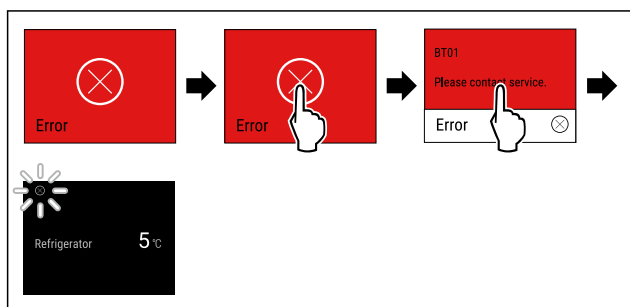 Error
Error
BT01
Please contact service.
Error
Refrigerator 5 °C